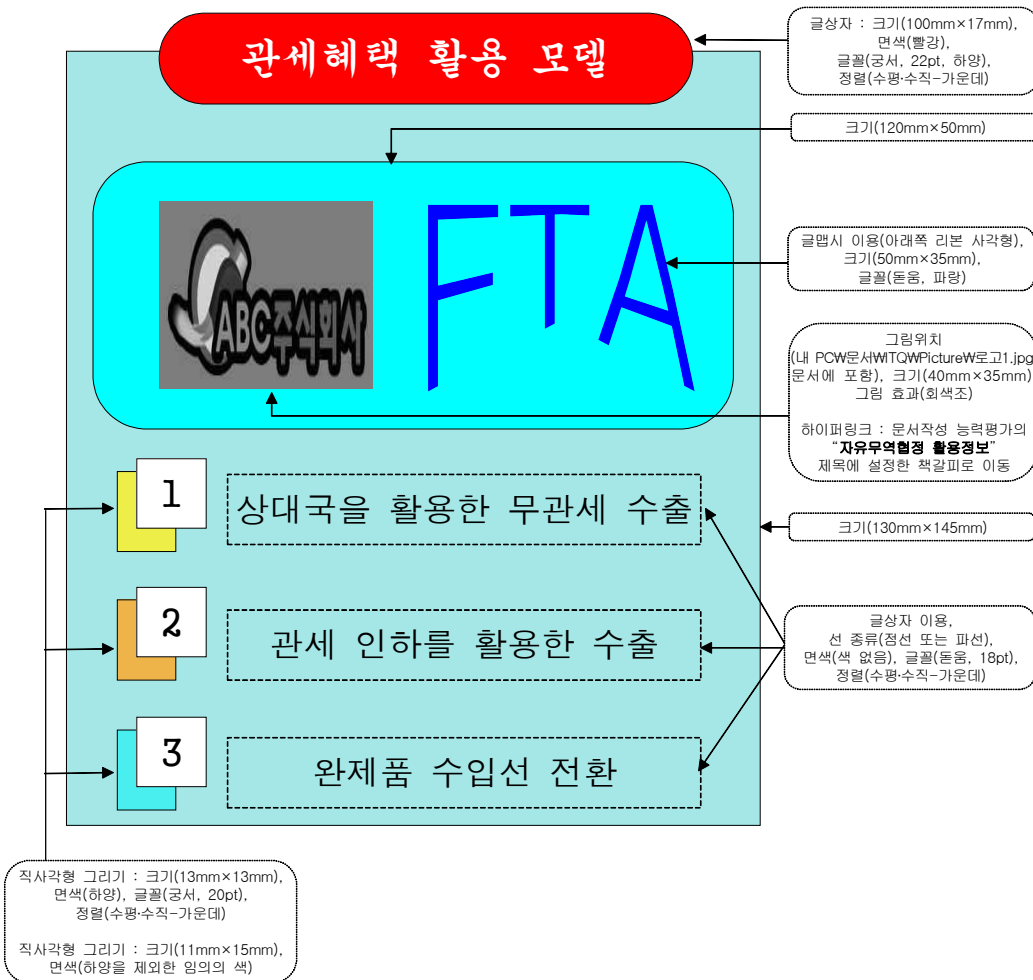 관세혜택 활용 모델
글상자 : 크기(100mm×17mm),
면색(빨강),
글꼴(궁서, 22pt, 하양),
정렬(수평·수직-가운데)
크기(120mm×50mm)
ABC주식회사
FTA
글맵시 이용(아래쪽 리본 사각형),
크기(50mm×35mm),
글꼴(돋움, 파랑)
그림위치
(내 PC₩문서₩ITQ₩Picture₩로고1.jpg
문서에 포함), 크기(40mm×35mm)
그림 효과(회색조)
하이퍼링크 : 문서작성 능력평가의
“자유무역협정 활용정보”
제목에 설정한 책갈피로 이동
1
상대국을 활용한 무관세 수출
크기(130mm×145mm)
2
관세 인하를 활용한 수출
글상자 이용,
선 종류(점선 또는 파선),
면색(색 없음), 글꼴(돋움, 18pt),
정렬(수평·수직-가운데)
3
완제품 수입선 전환
직사각형 그리기 : 크기(13mm×13mm),
면색(하양), 글꼴(궁서, 20pt),
정렬(수평·수직-가운데)
직사각형 그리기 : 크기(11mm×15mm),
면색(하양을 제외한 임의의 색)